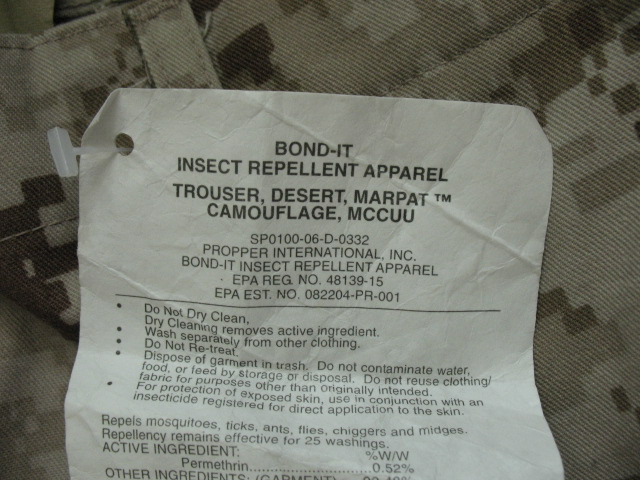 BOND-IT
INSECT REPELLENT APPAREL
TROUSER, DESERT, MARPAT ™
CAMOUFLAGE, MCCUU
SP0100-06-D-0332
PROPPER INTERNATIONAL, INC.
BOND-IT INSECT REPELLENT APPAREL
EPA REG. NO. 48139-15
EPA EST. NO. 082204-PR-001
• Do Not Dry Clean,
Dry Cleaning removes active ingredient.
• Wash separately from other clothing.
• Do Not Re-treat.
• Dispose of garment in trash. Do not contaminate water,
food, or feed by storage or disposal. Do not reuse clothing/
fabric for purposes other than originally intended.
• For protection of exposed skin, use in conjunction with an
insecticide registered for direct application to the skin.
Repels mosquitoes, ticks, ants, flies, chiggers and midges.
Repellency remains effective for 25 washings.
ACTIVE INGREDIENT: %W/W
Permethrin..........................0.52%
OTHER INGREDIENTS: (GARMENT)